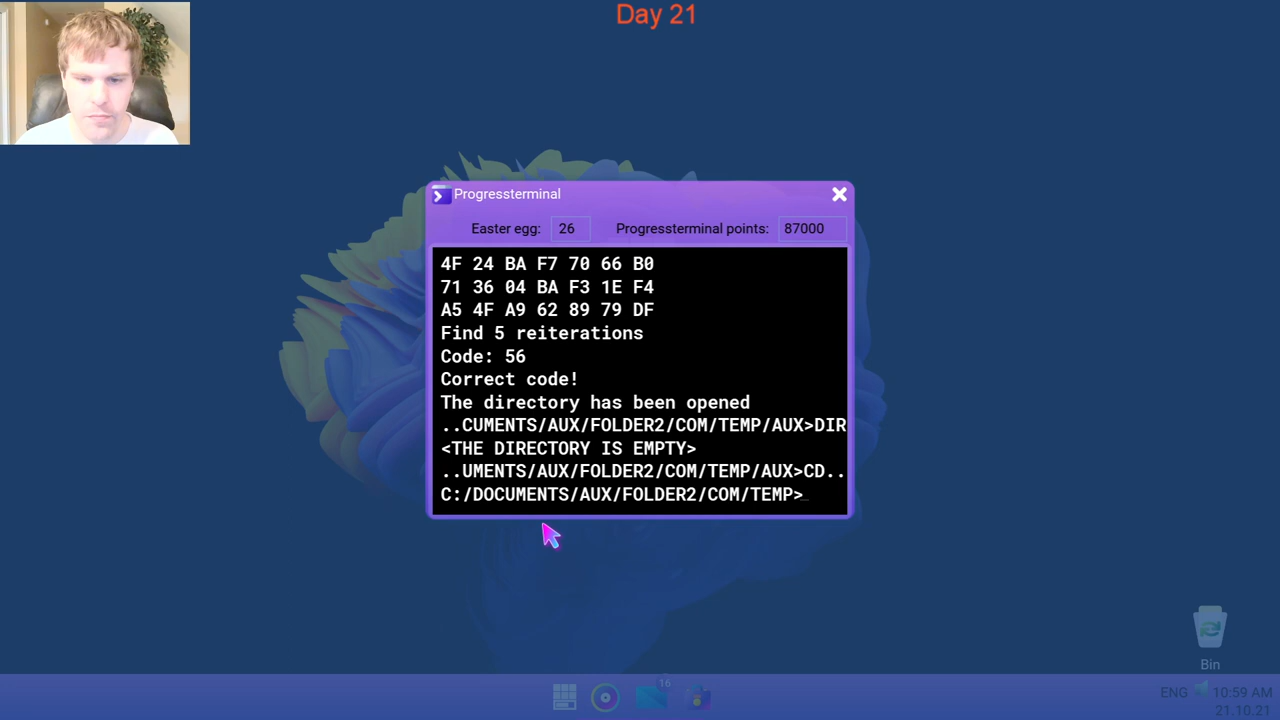 Day 21
Progressterminal
Easter egg: 26 Progressterminal points: 87000
4F 24 BA F7 70 66 B0
71 36 04 BA F3 1E F4
A5 4F A9 62 89 79 DF
Find 5 reiterations
Code: 56
Correct code!
The directory has been opened
..CUMENTS/AUX/FOLDER2/COM/TEMP/AUX>DIR
<THE DIRECTORY IS EMPTY>
..UMENTS/AUX/FOLDER2/COM/TEMP/AUX>CD..
C:/DOCUMENTS/AUX/FOLDER2/COM/TEMP>_
Bin
16
ENG 10:59 AM
21.10.21